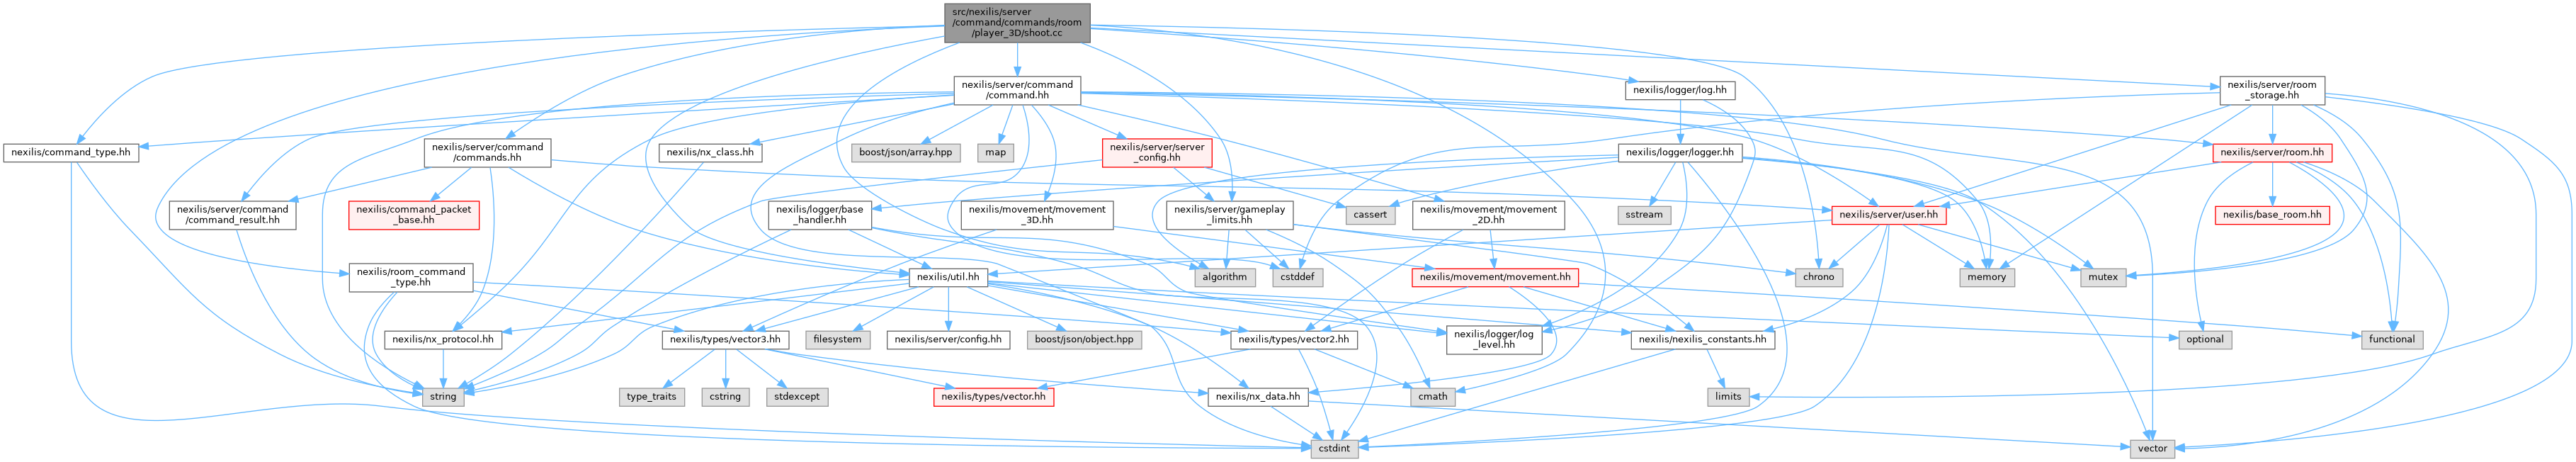 src/nexilis/server
/command/commands/room
/player_3D/shoot.cc
nexilis/server/command
/command.hh
nexilis/logger/log.hh
nexilis/server/room
_storage.hh
nexilis/command_type.hh
nexilis/server/command
/commands.hh
nexilis/nx_class.hh
boost/json/array.hpp
map
nexilis/server/server
_config.hh
nexilis/logger/logger.hh
nexilis/server/room.hh
nexilis/server/command
/command_result.hh
nexilis/command_packet
_base.hh
nexilis/logger/base
_handler.hh
nexilis/movement/movement
_3D.hh
nexilis/server/gameplay
_limits.hh
cassert
nexilis/movement/movement
_2D.hh
sstream
nexilis/server/user.hh
nexilis/base_room.hh
nexilis/room_command
_type.hh
nexilis/util.hh
algorithm
cstddef
nexilis/movement/movement.hh
chrono
memory
mutex
nexilis/nx_protocol.hh
nexilis/types/vector3.hh
filesystem
nexilis/server/config.hh
boost/json/object.hpp
nexilis/types/vector2.hh
nexilis/logger/log
_level.hh
nexilis/nexilis_constants.hh
optional
functional
string
type_traits
cstring
stdexcept
nexilis/types/vector.hh
nexilis/nx_data.hh
cmath
limits
cstdint
vector